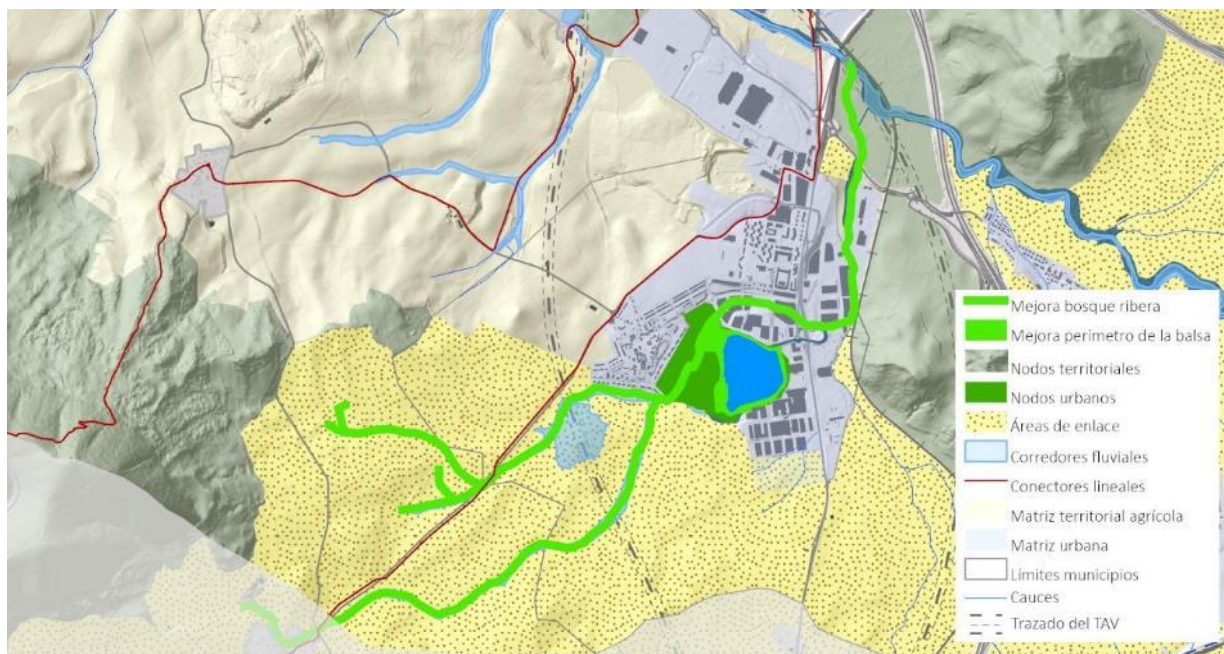 Mejora bosque ribera
Mejora perímetro de la balsa
Nodos territoriales
Nodos urbanos
Áreas de enlace
Corredores fluviales
Conectores lineales
Matriz territorial agrícola
Matriz urbana
Límites municipios
Cauces
Trazado del TAV